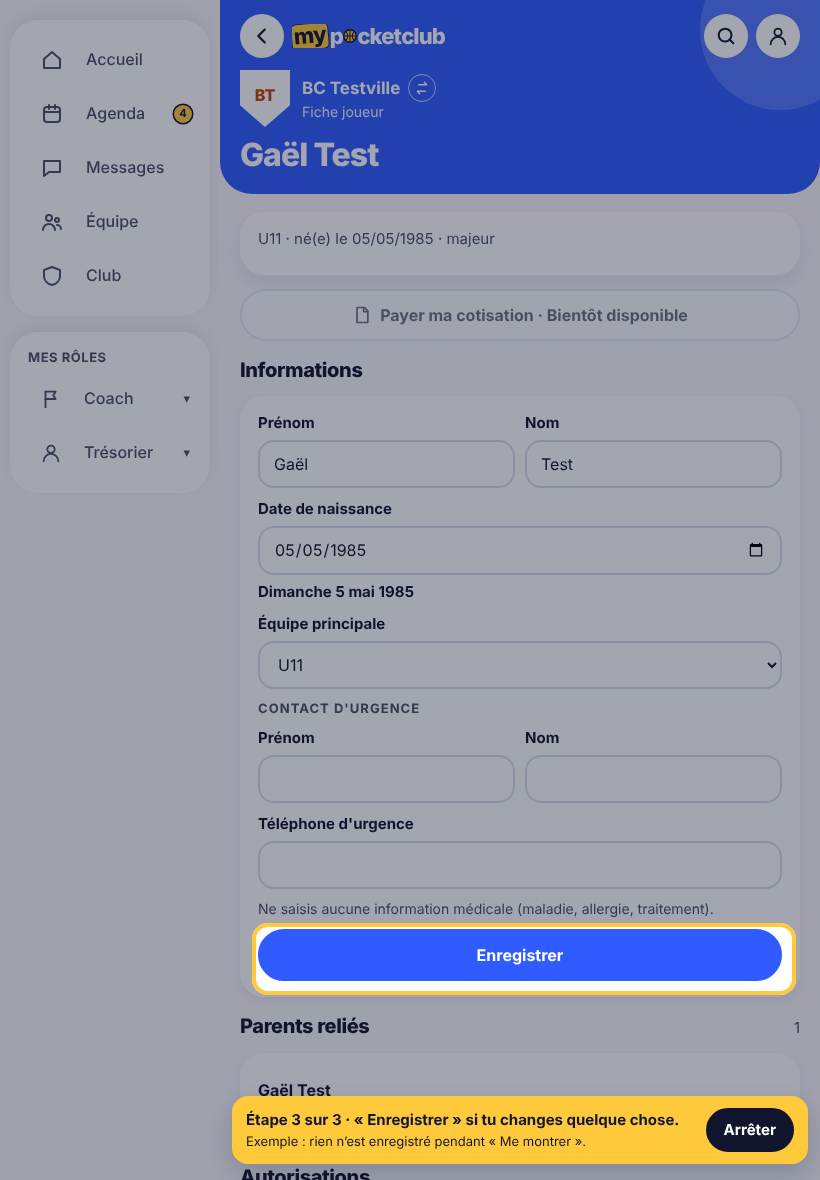 Accueil
Agenda
4
Messages
Équipe
Club
MES RÔLES
Coach
Trésorier
mypocketclub
BT
BC Testville
Fiche joueur
Gaël Test
U11 · né(e) le 05/05/1985 · majeur
Payer ma cotisation · Bientôt disponible
Informations
Prénom
Nom
Gaël
Test
Date de naissance
05/05/1985
Dimanche 5 mai 1985
Équipe principale
U11
CONTACT D'URGENCE
Prénom
Nom
Téléphone d'urgence
Ne saisis aucune information médicale (maladie, allergie, traitement).
Enregistrer
Parents reliés
1
Gaël Test
Étape 3 sur 3 · « Enregistrer » si tu changes quelque chose.
Exemple : rien n’est enregistré pendant « Me montrer ».
Arrêter
Autorisations